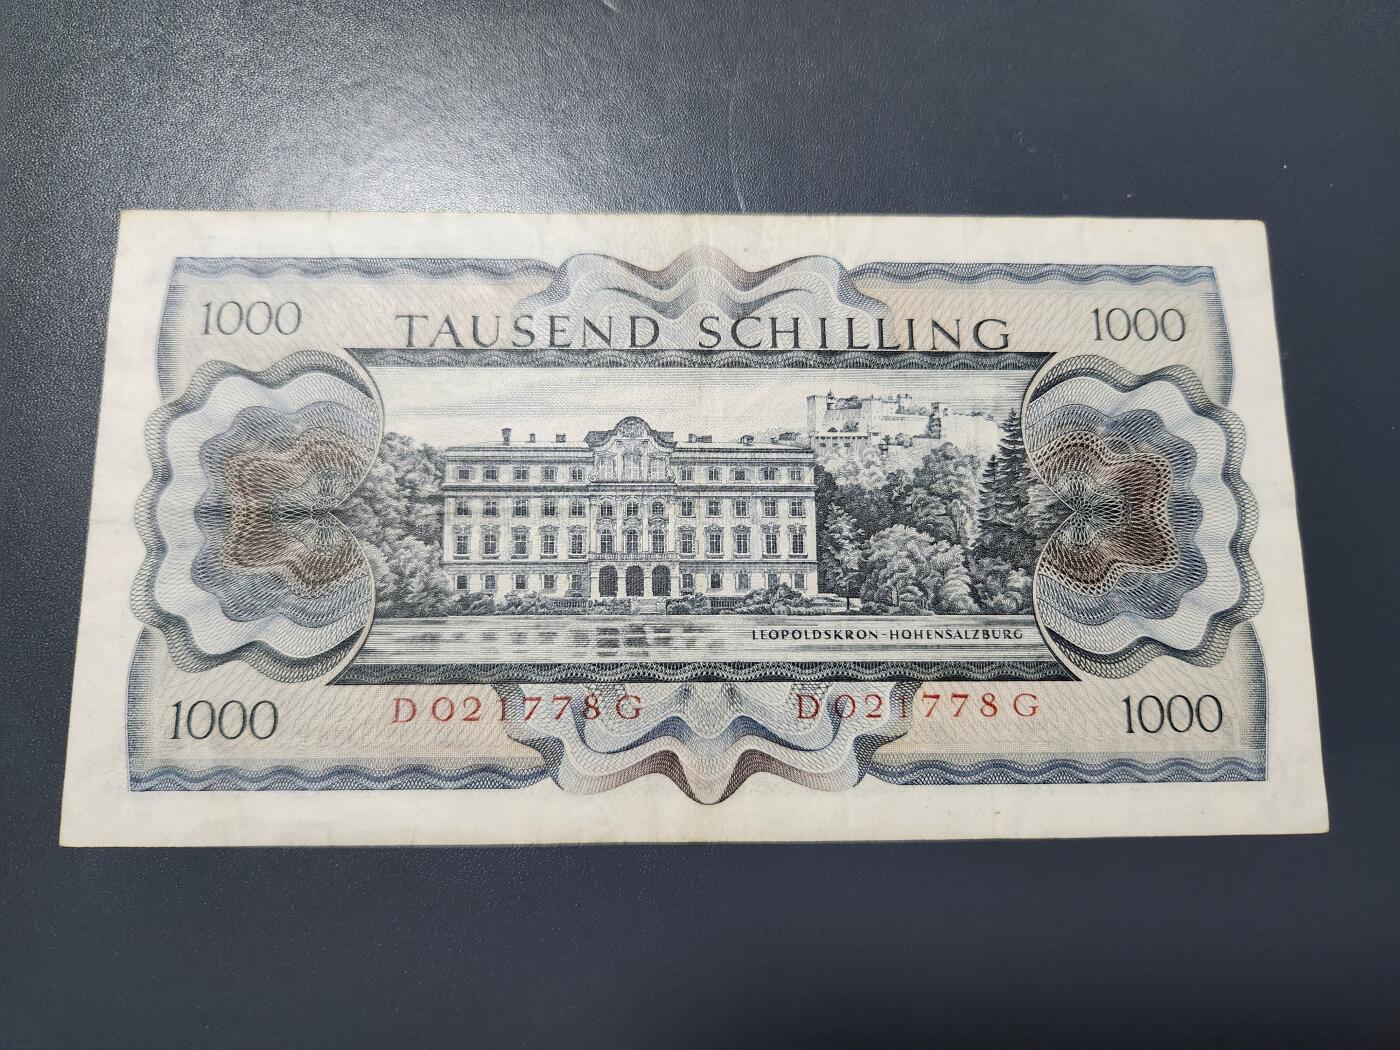 1000 1000
TAUSEND SCHILLING
LEOPOLDSKRON-HOHENSALZBURG
D021778G D021778G
1000 1000